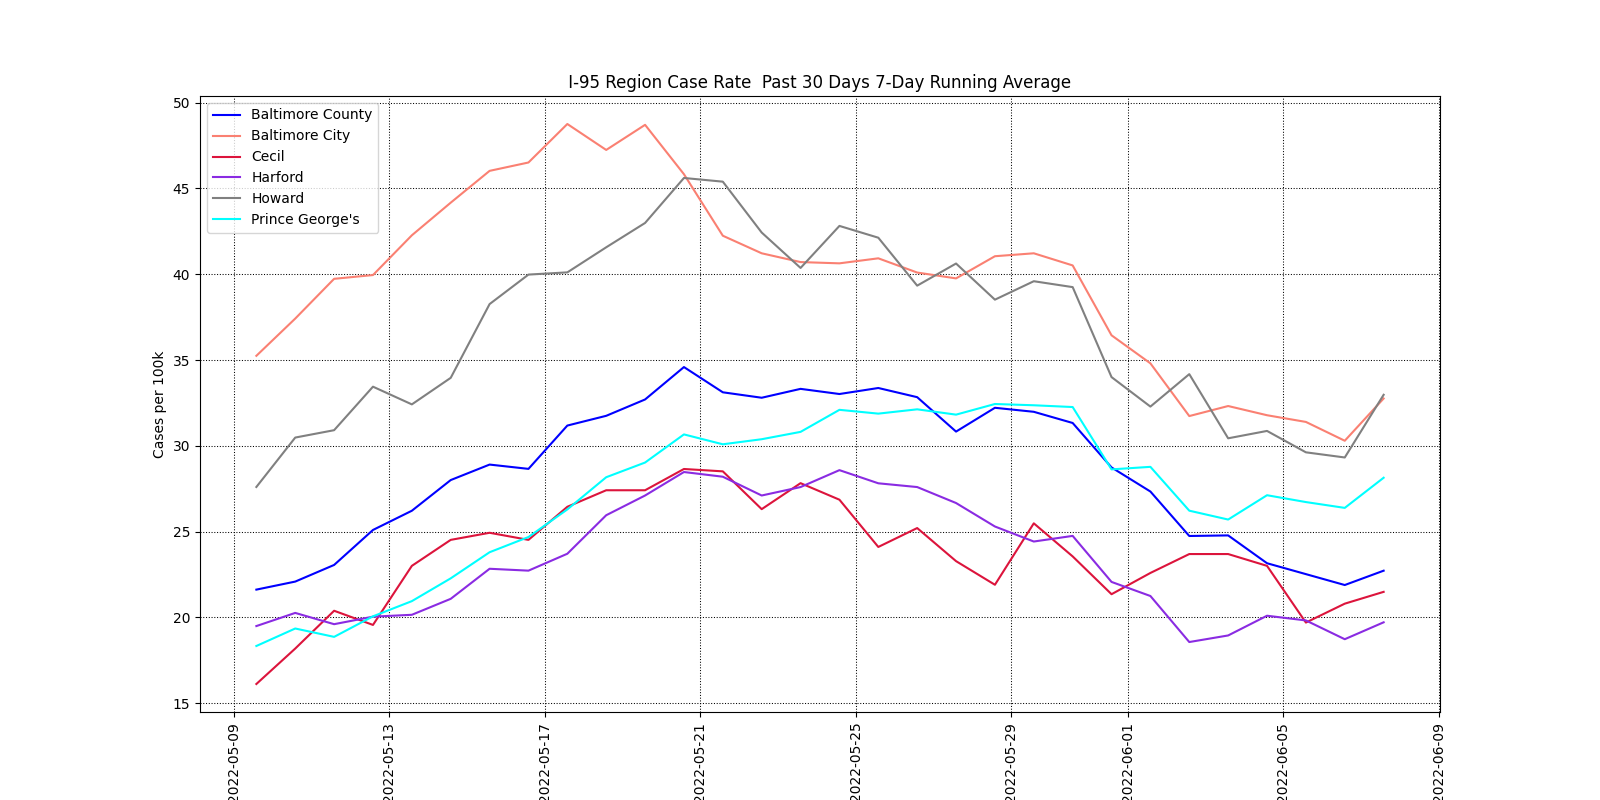 I-95 Region Case Rate  Past 30 Days 7-Day Running Average
Baltimore County
Baltimore City
Cecil
Harford
Howard
Prince George's
Cases per 100k
50
45
40
35
30
25
20
15
2022-05-09
2022-05-13
2022-05-17
2022-05-21
2022-05-25
2022-05-29
2022-06-01
2022-06-05
2022-06-09